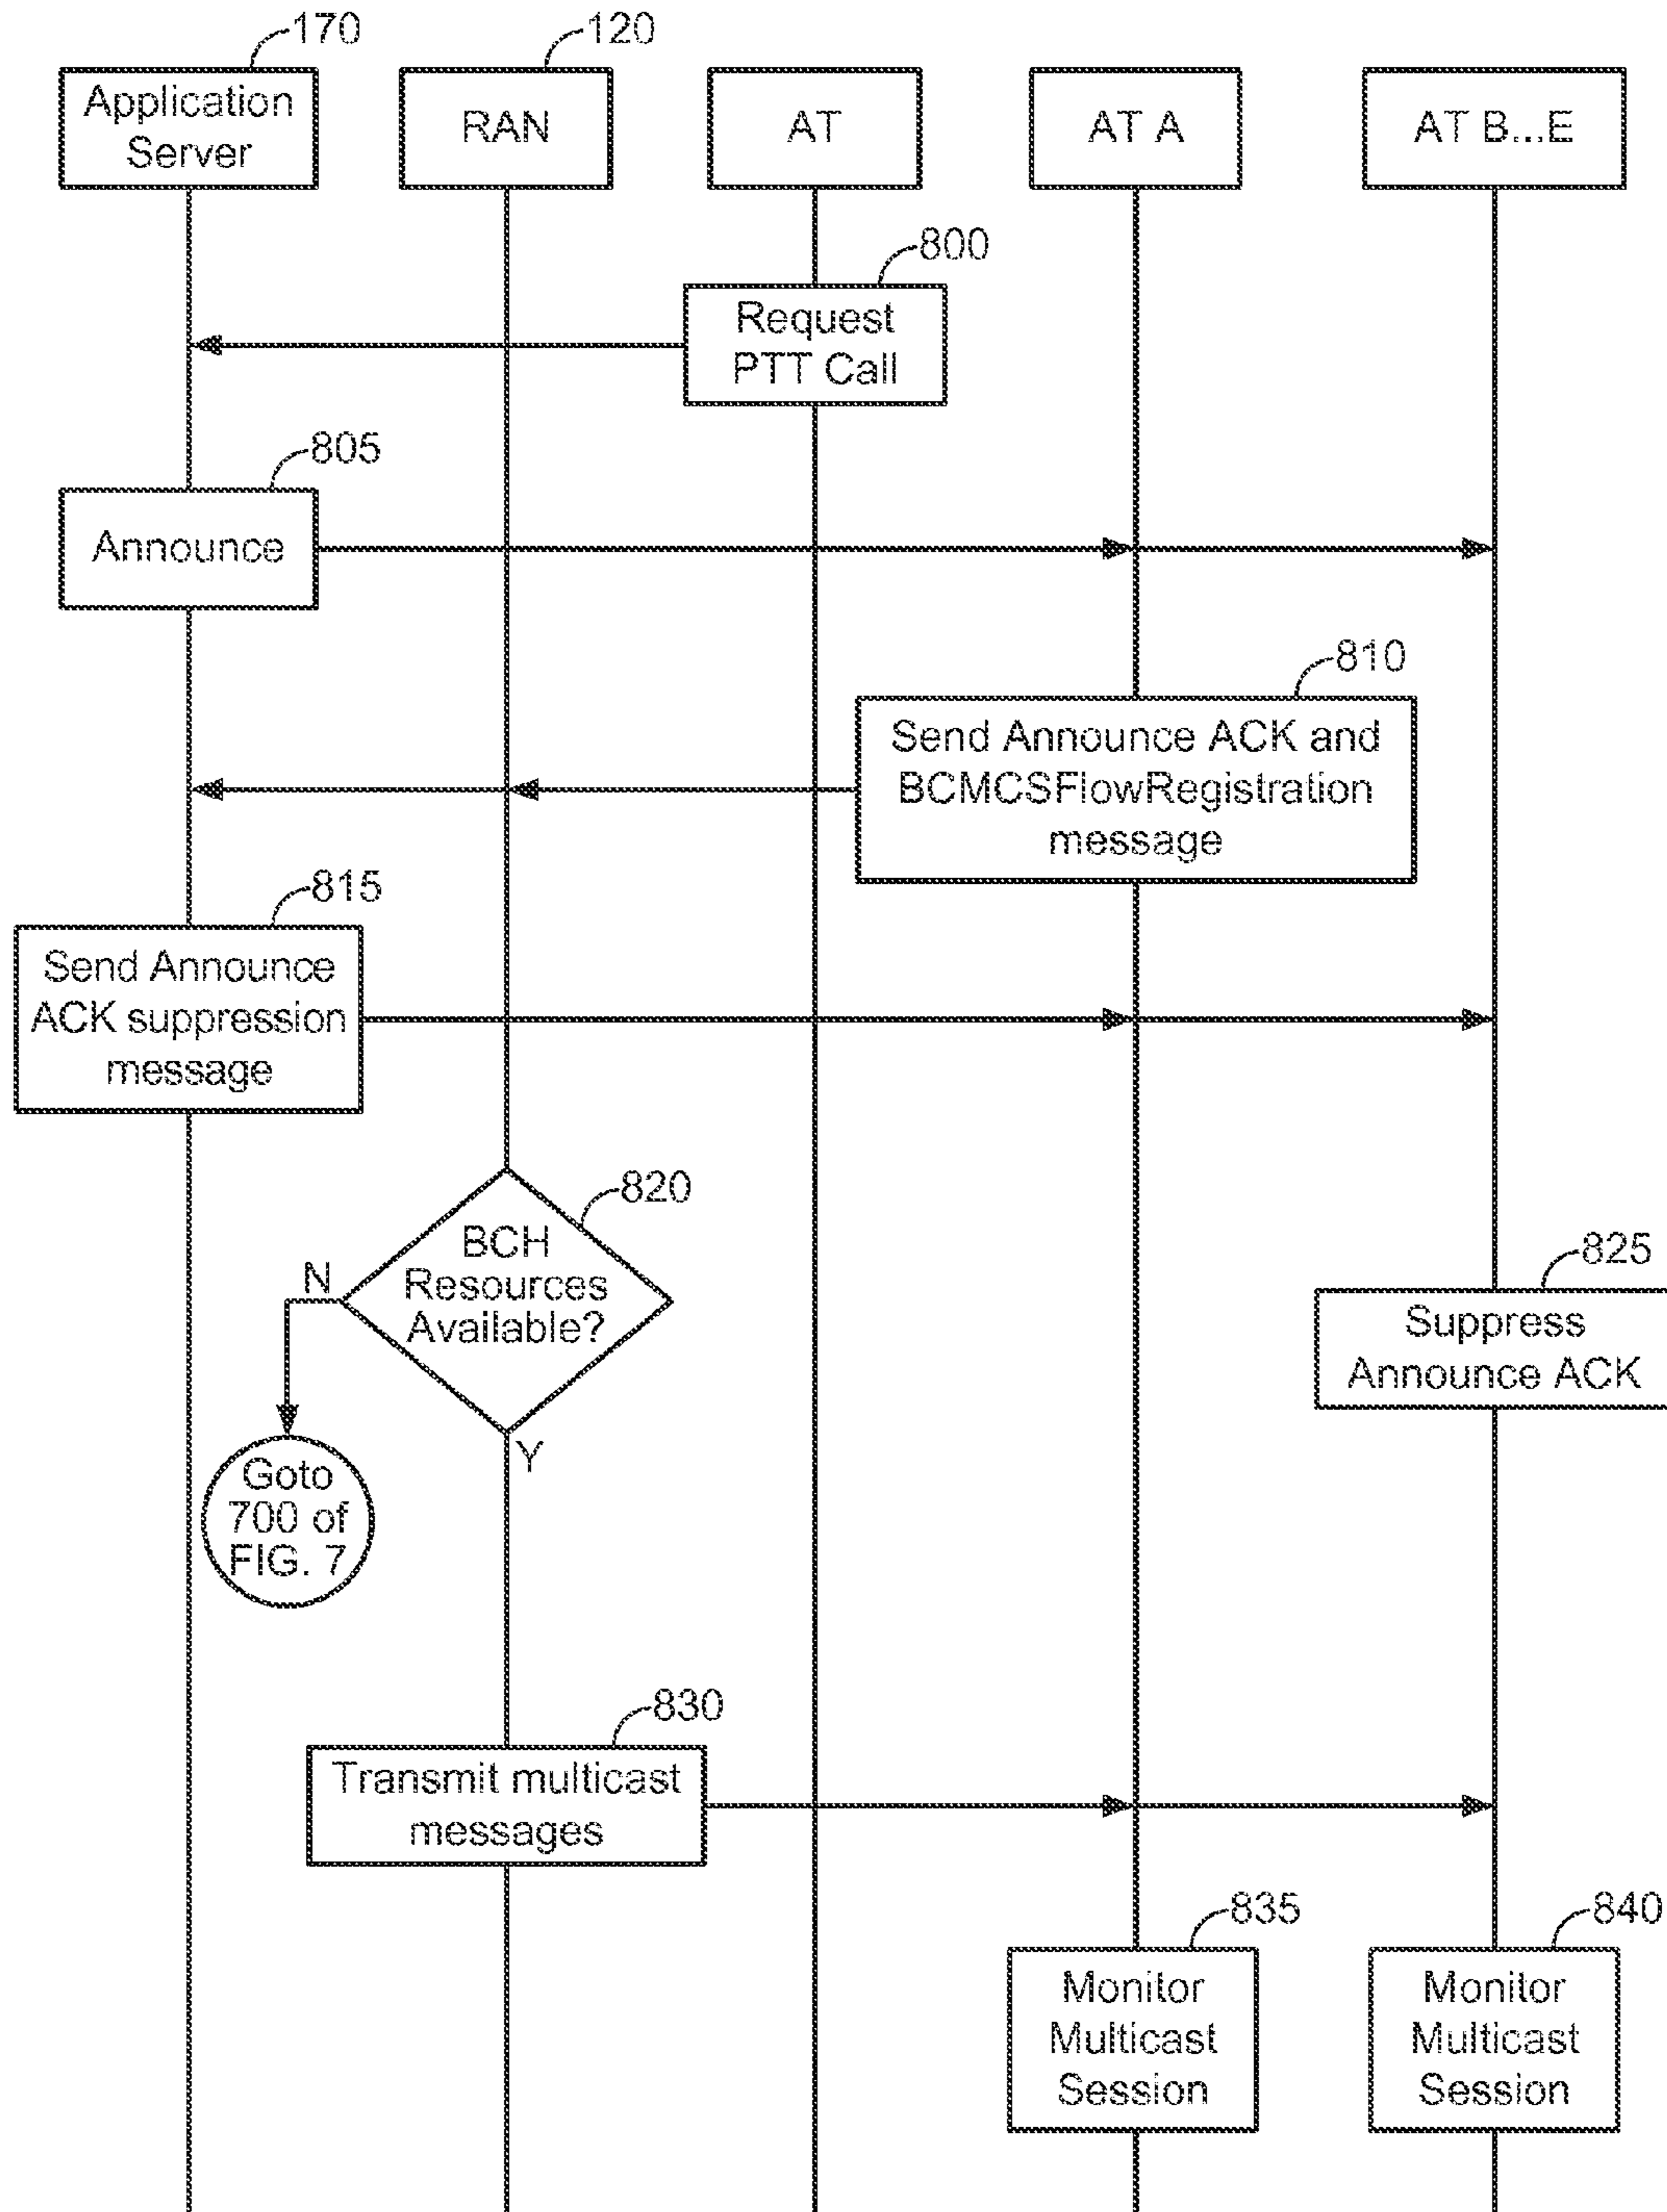 170
120
Application
Server
RAN
AT
AT A
AT B...E
800
Request
PTT Call
805
Announce
810
Send Announce ACK and
BCMCSFlowRegistration
message
815
Send Announce
ACK suppression
message
820
BCH
Resources
Available?
N
Y
825
Suppress
Announce ACK
Goto
700 of
FIG. 7
830
Transmit multicast
messages
835
Monitor
Multicast
Session
840
Monitor
Multicast
Session